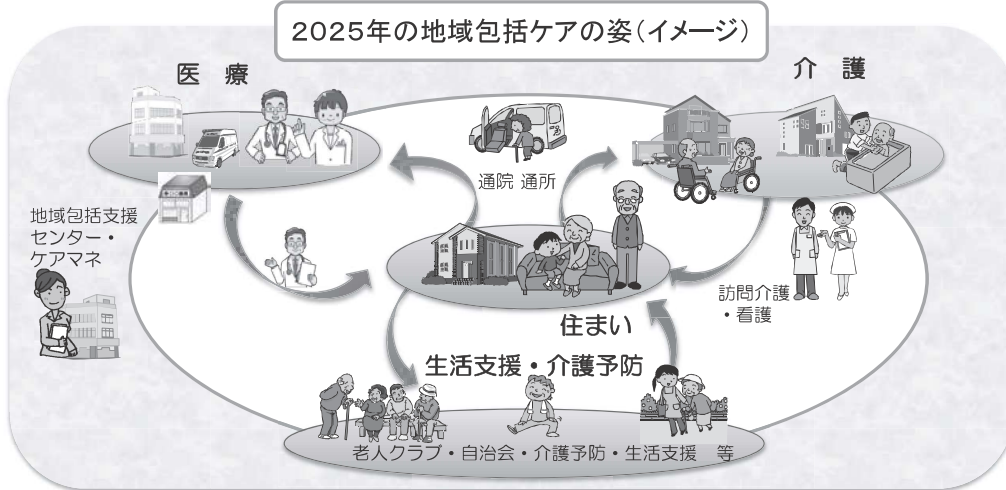 2025年の地域包括ケアの姿(イメージ)
医 療
介 護
通院 通所
地域包括支援
センター・
ケアマネ
訪問介護
・看護
住まい
生活支援・介護予防
老人クラブ・自治会・介護予防・生活支援 等